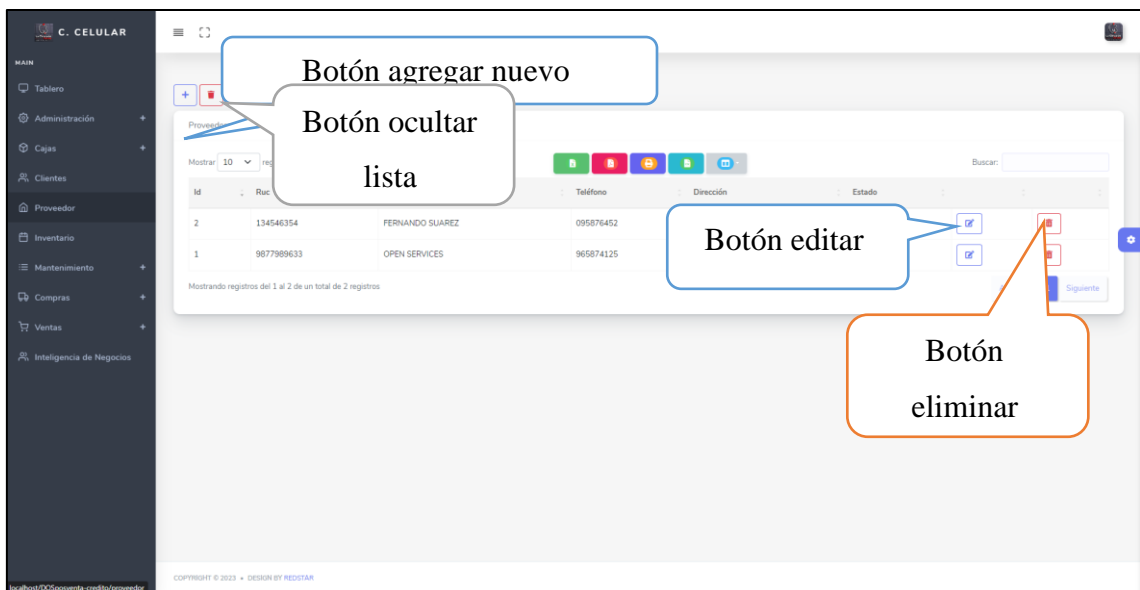 C. CELULAR
MAIN
Tablero
Administración +
Cajas +
Clientes
Proveedor
Inventario
Mantenimiento +
Compras +
Ventas +
Inteligencia de Negocios
localhost/DOSposventa-credito/proveedor
Botón agregar nuevo
Botón ocultar
lista
Mostrar 10
Buscar:
Id Ruc Teléfono Dirección Estado
2 134546354 FERNANDO SUAREZ 095876452
1 9877989633 OPEN SERVICES 965874125
Botón editar
Mostrando registros del 1 al 2 de un total de 2 registros
Siguiente
Botón
eliminar
COPYRIGHT © 2023 • DESIGN BY REDSTAR